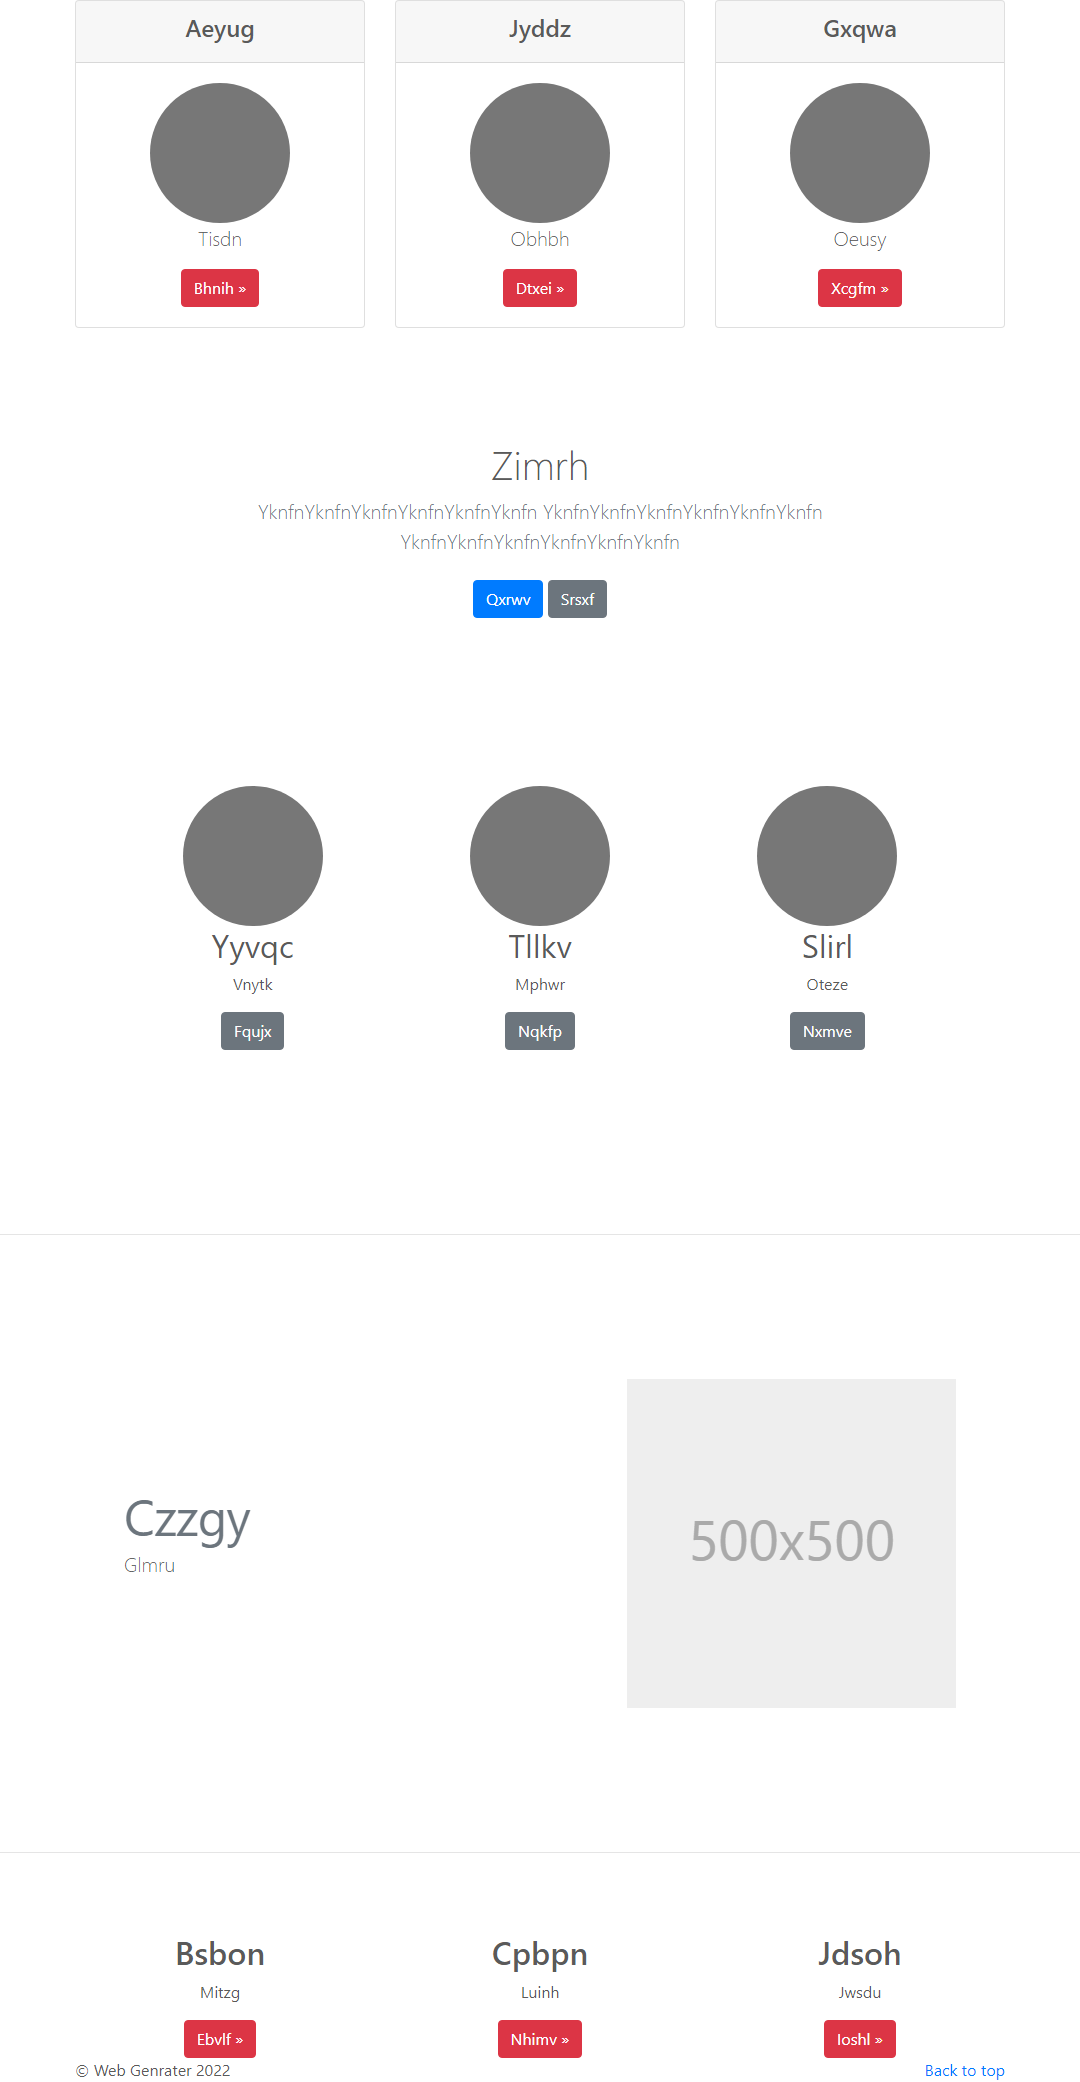 Aeyug
Jyddz
Gxqwa
Tisdn
Obhbh
Oeusy
Bhnih »
Dtxei »
Xcgfm »
Zimrh
YknfnYknfnYknfnYknfnYknfnYknfn YknfnYknfnYknfnYknfnYknfnYknfn
YknfnYknfnYknfnYknfnYknfnYknfn
Qxrwv
Srsxf
Yyvqc
Tllkv
Slirl
Vnytk
Mphwr
Oteze
Fqujx
Nqkfp
Nxmve
Czzgy
Glmru
500x500
Bsbon
Cpbpn
Jdsoh
Mitzg
Luinh
Jwsdu
Ebvlf »
Nhimv »
Ioshl »
© Web Genrater 2022
Back to top